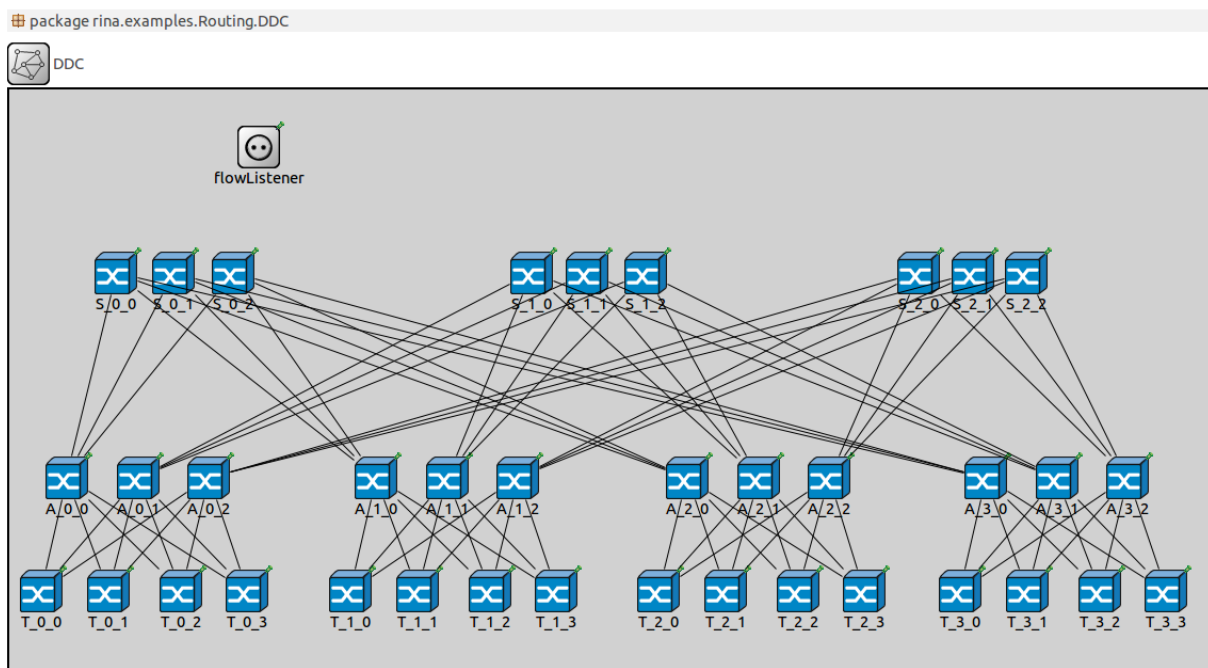 package rina.examples.Routing.DDC
DDC
flowListener
S_0_0 S_0_1 S_0_2 S_1_0 S_1_1 S_1_2 S_2_0 S_2_1 S_2_2
A_0_0 A_0_1 A_0_2 A_1_0 A_1_1 A_1_2 A_2_0 A_2_1 A_2_2 A_3_0 A_3_1 A_3_2
T_0_0 T_0_1 T_0_2 T_0_3 T_1_0 T_1_1 T_1_2 T_1_3 T_2_0 T_2_1 T_2_2 T_2_3 T_3_0 T_3_1 T_3_2 T_3_3